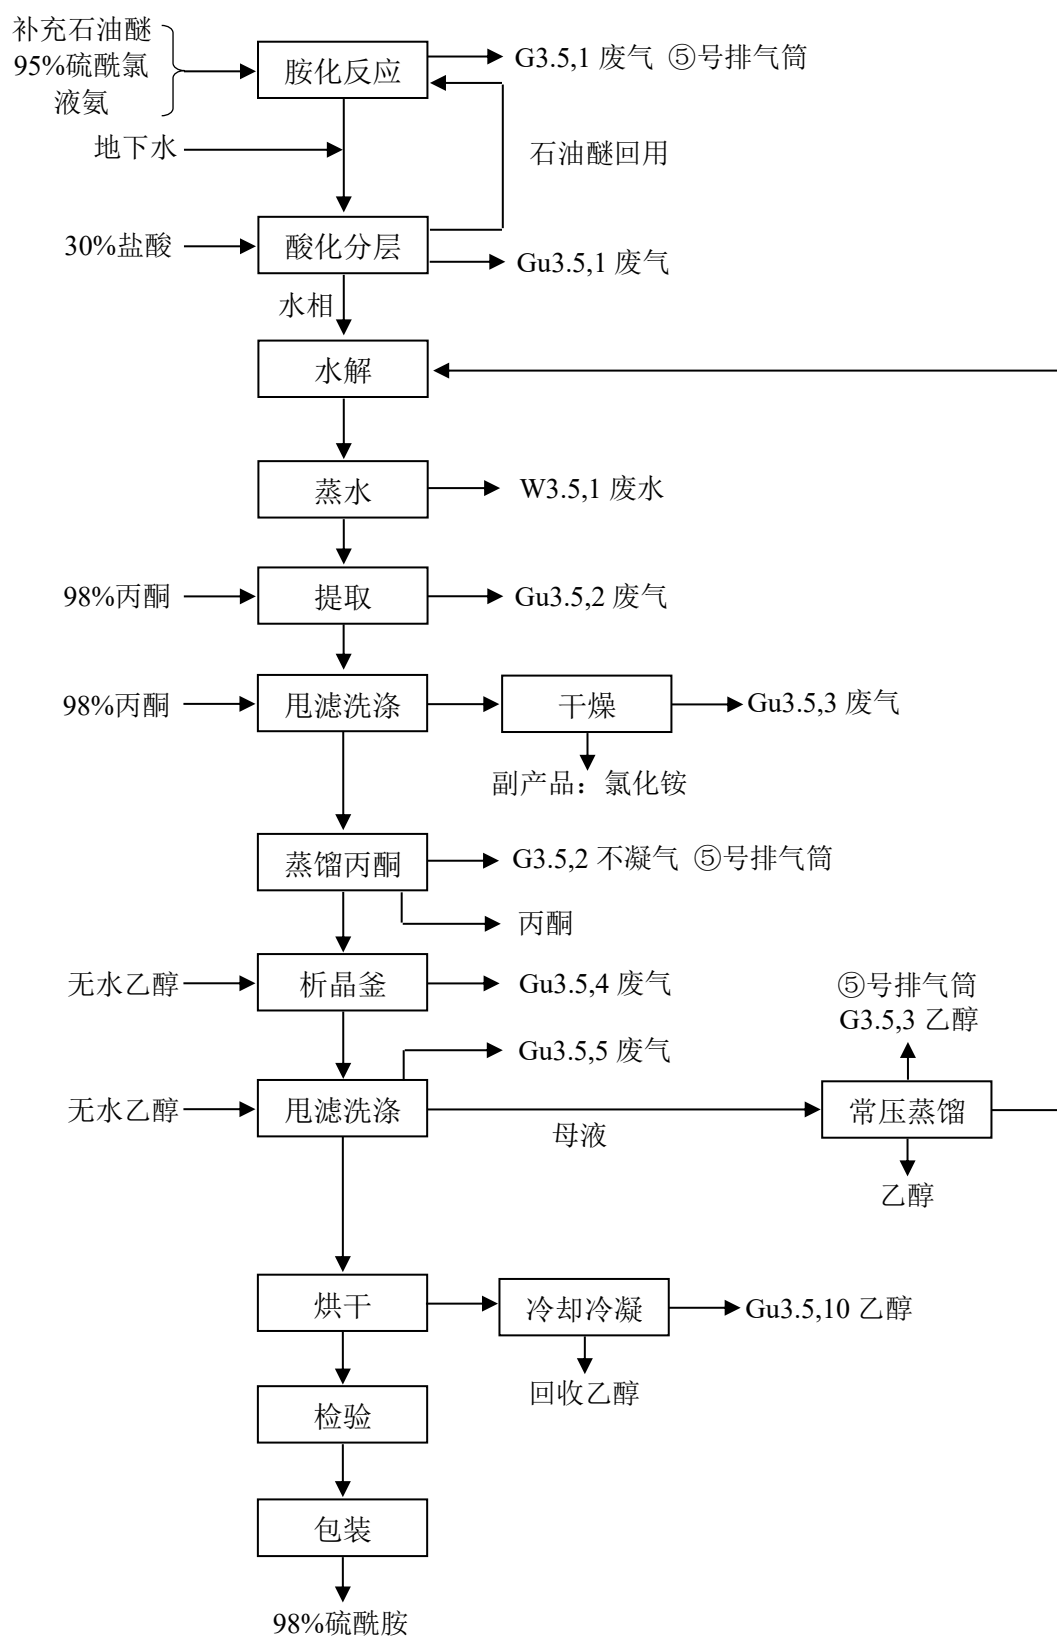 补充石油醚
95%硫酰氯
液氨
胺化反应
G3.5,1 废气 ⑤号排气筒
地下水
石油醚回用
30%盐酸
酸化分层
Gu3.5,1 废气
水相
水解
蒸水
W3.5,1 废水
98%丙酮
提取
Gu3.5,2 废气
98%丙酮
甩滤洗涤
干燥
Gu3.5,3 废气
副产品：氯化铵
蒸馏丙酮
G3.5,2 不凝气 ⑤号排气筒
丙酮
无水乙醇
析晶釜
Gu3.5,4 废气
⑤号排气筒
G3.5,3 乙醇
Gu3.5,5 废气
无水乙醇
甩滤洗涤
母液
常压蒸馏
乙醇
烘干
冷却冷凝
Gu3.5,10 乙醇
回收乙醇
检验
包装
98%硫酰胺